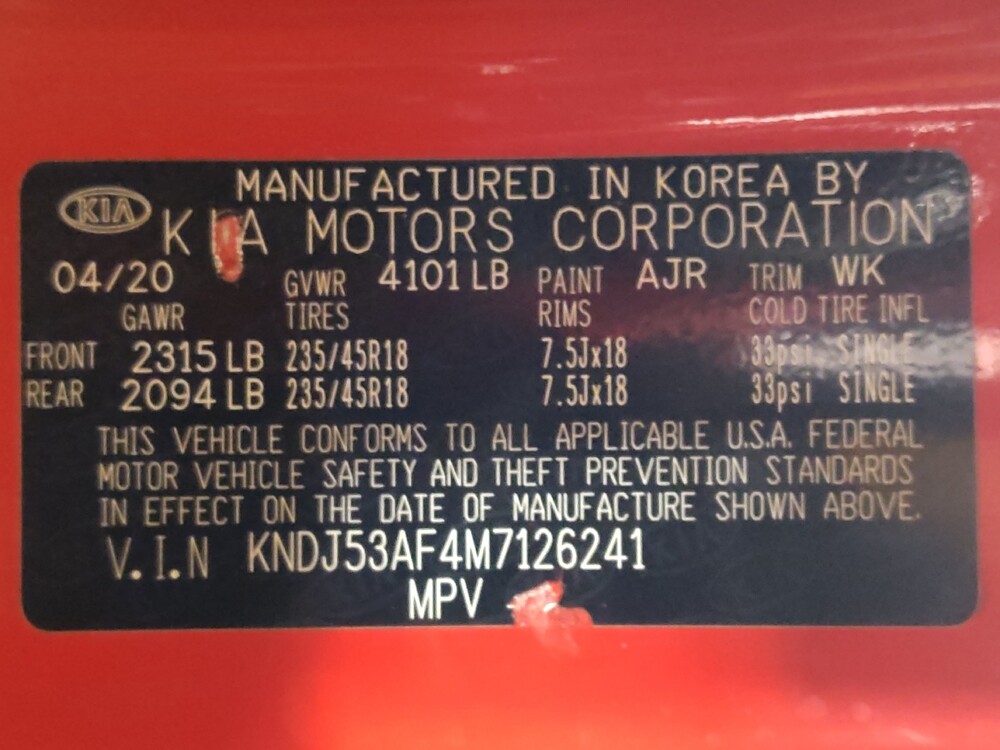 MANUFACTURED IN KOREA BY
KIA KIA MOTORS CORPORATION
04/20 GVWR 4101 LB PAINT AJR TRIM WK
GAWR TIRES RIMS COLD TIRE INFL
FRONT 2315 LB 235/45R18 7.5Jx18 33psi SINGLE
REAR 2094 LB 235/45R18 7.5Jx18 33psi SINGLE
THIS VEHICLE CONFORMS TO ALL APPLICABLE U.S.A. FEDERAL
MOTOR VEHICLE SAFETY AND THEFT PREVENTION STANDARDS
IN EFFECT ON THE DATE OF MANUFACTURE SHOWN ABOVE.
V.I.N KNDJ53AF4M7126241
MPV